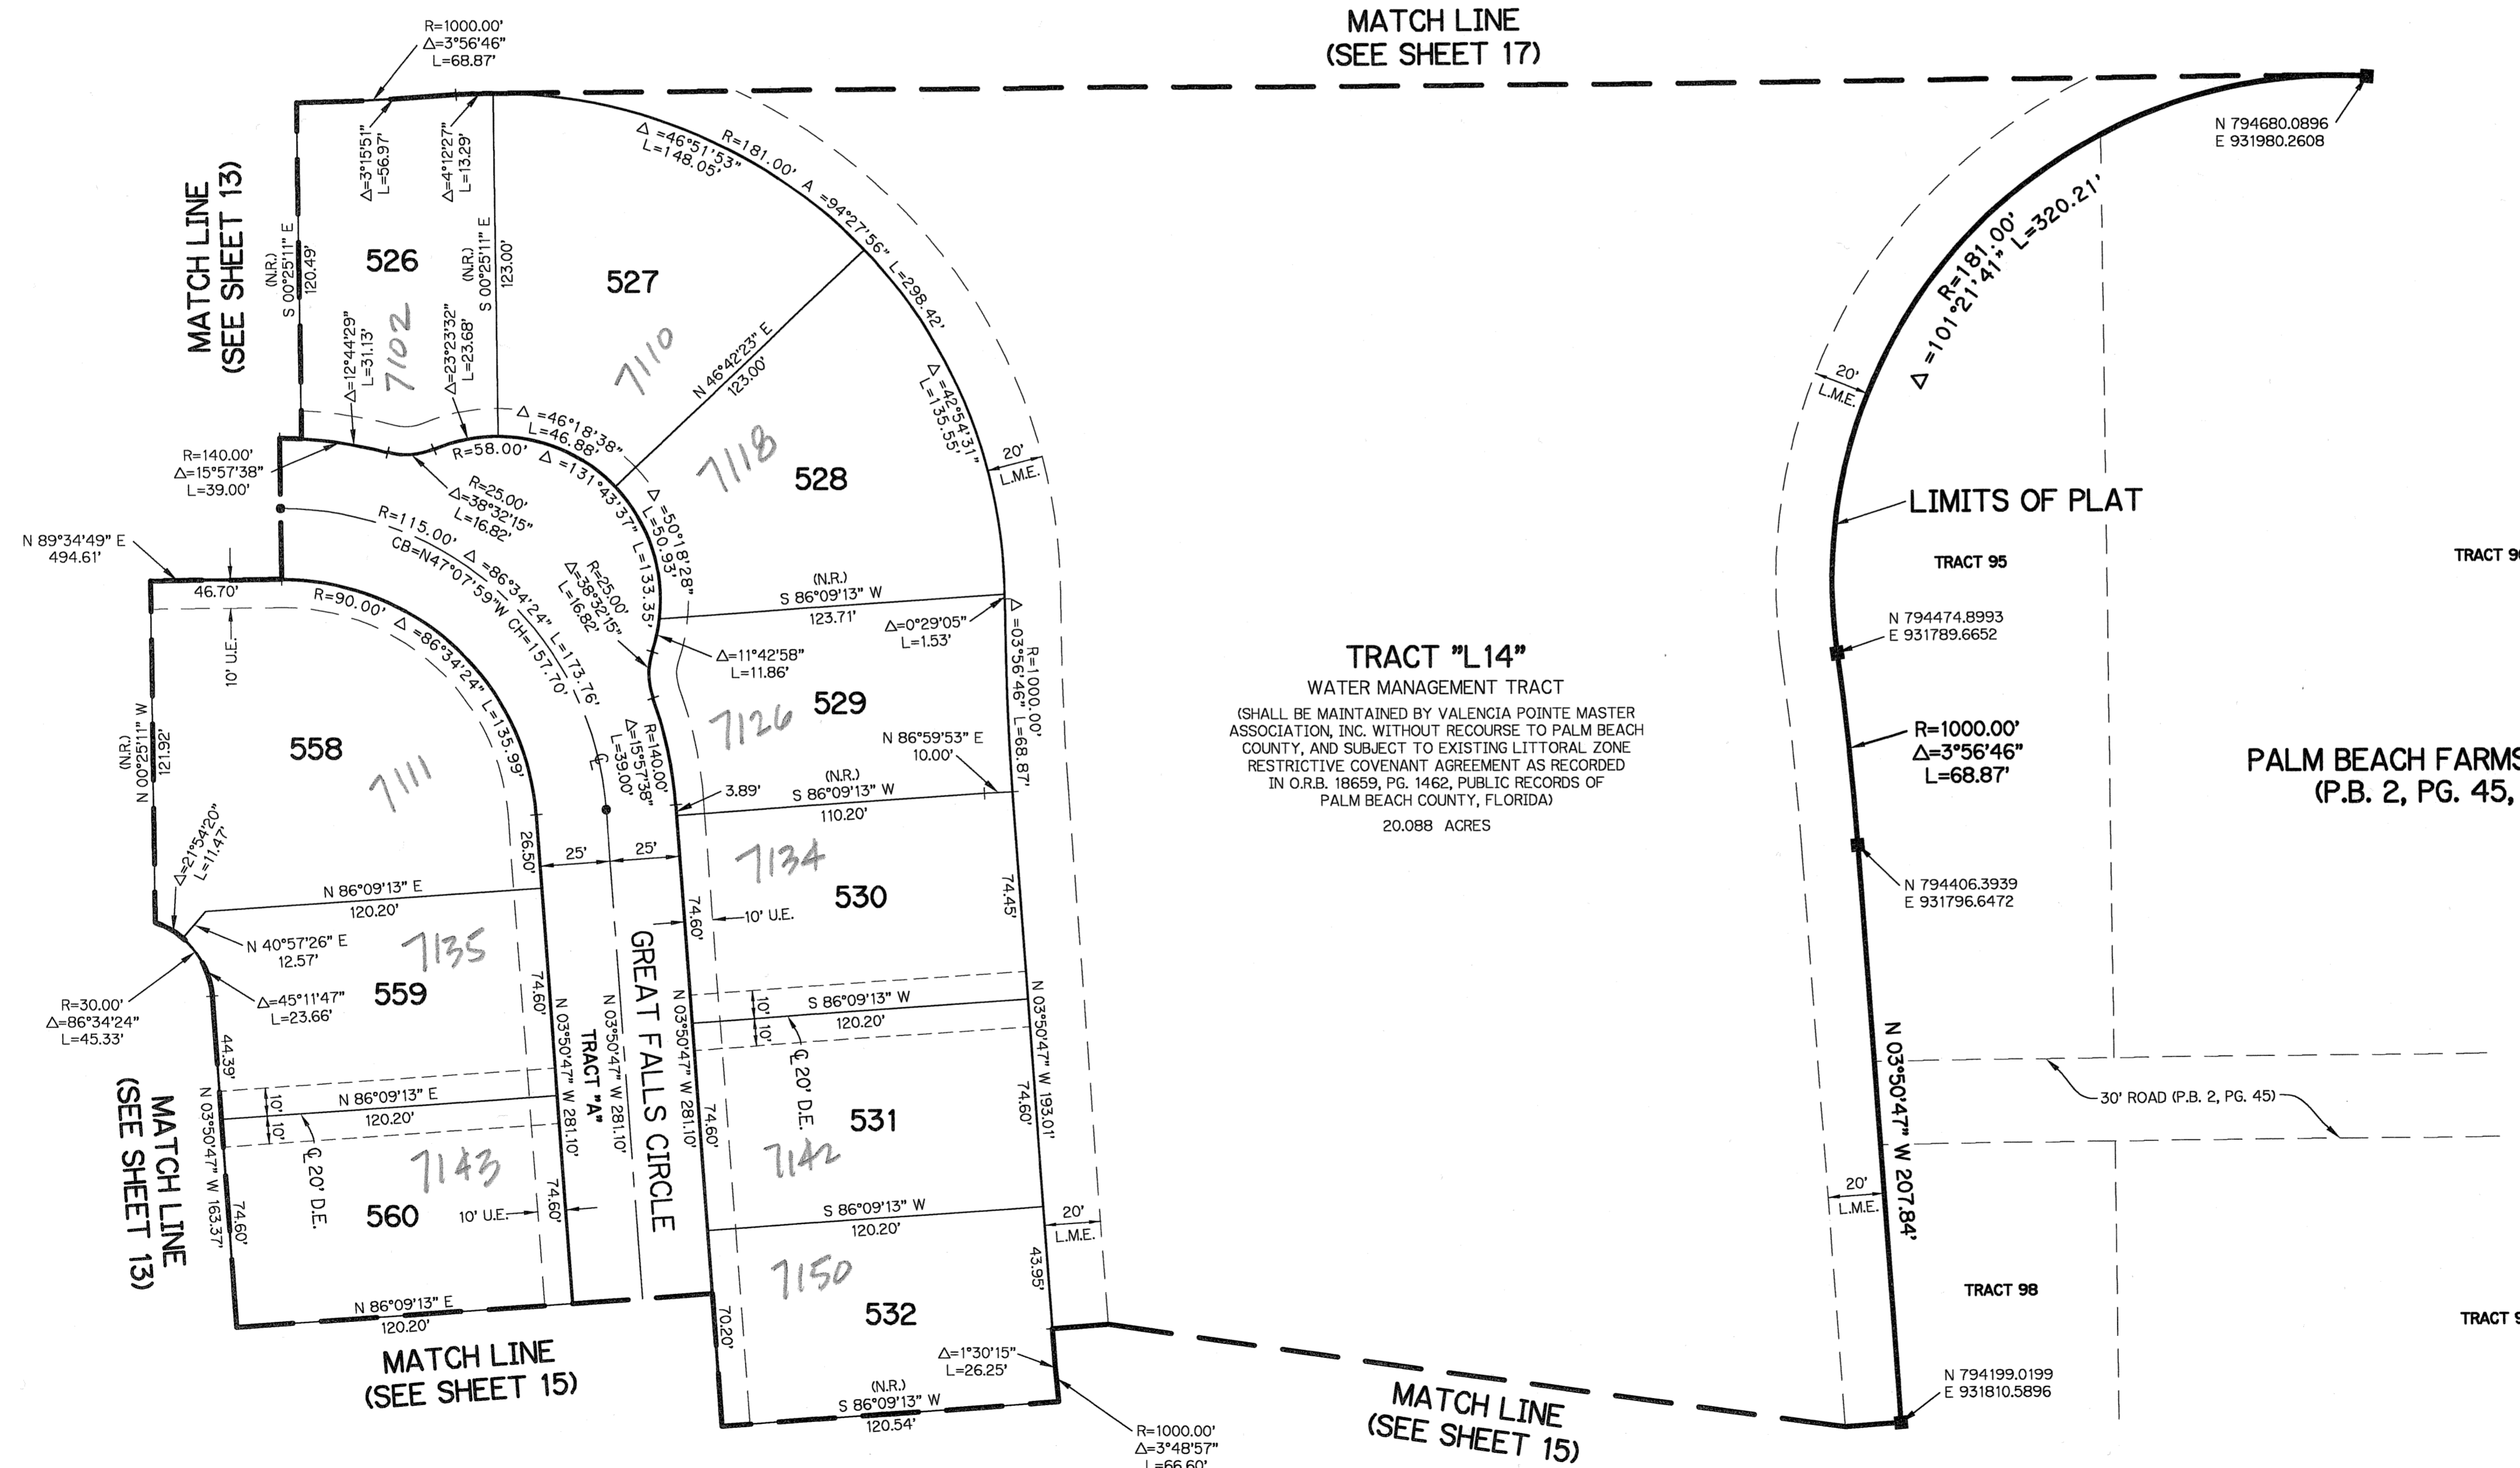 MATCH LINE
(SEE SHEET 17)
R=1000.00'
Δ=3°56'46"
L=68.87'
MATCH LINE
(SEE SHEET 13)
(N.R.)
S 00°25'11" E
120.49'
Δ=3°15'51"
L=56.97'
Δ=4°12'27"
L=13.29'
526
7102
(N.R.)
S 00°25'11" E
123.00'
Δ=12°44'29"
L=31.13'
Δ=23°23'32"
L=23.68'
527
7110
Δ =46°51'53"
L=148.05'
R=181.00' Δ =94°27'56" L=298.42'
N 46°42'23" E
123.00'
Δ =46°18'38"
L=46.88'
R=58.00' Δ =131°43'37" L=133.35'
7118
528
Δ =42°54'31"
L=135.55'
20'
L.M.E.
Δ =50°18'28"
L=50.93'
R=140.00'
Δ=15°57'38"
L=39.00'
R=25.00'
Δ=38°32'15"
L=16.82'
R=115.00' Δ =86°34'24" L=173.76'
CB=N47°07'59"W CH=157.70'
R=25.00'
Δ=38°32'15"
L=16.82'
N 89°34'49" E
494.61'
46.70'
10' U.E.
R=90.00' Δ =86°34'24" L=135.99'
(N.R.)
S 86°09'13" W
123.71'
Δ=0°29'05"
L=1.53'
Δ=11°42'58"
L=11.86'
R=1000.00'
Δ =03°56'46" L=68.87'
529
7126
R=140.00'
Δ=15°57'38"
L=39.00'
N 86°59'53" E
10.00'
3.89'
(N.R.)
S 86°09'13" W
110.20'
(N.R.)
N 00°25'11" W
121.92'
558
7111
Δ=21°54'20"
L=11.47'
26.50'
25'
25'
7134
530
74.45'
74.60'
10' U.E.
N 86°09'13" E
120.20'
N 40°57'26" E
12.57'
7135
559
Δ=45°11'47"
L=23.66'
R=30.00'
Δ=86°34'24"
L=45.33'
44.39'
74.60'
N 03°50'47" W 281.10'
TRACT "A"
N 03°50'47" W 281.10'
GREAT FALLS CIRCLE
N 03°50'47" W 281.10'
10'
10'
S 86°09'13" W
120.20'
℄ 20' D.E.
N 03°50'47" W 193.01'
74.60'
74.60'
531
7142
MATCH LINE
(SEE SHEET 13)
N 03°50'47" W 163.37'
74.60'
10'
10'
N 86°09'13" E
120.20'
℄ 20' D.E.
7143
560
10' U.E.
74.60'
S 86°09'13" W
120.20'
20'
L.M.E.
43.95'
7150
532
70.20'
N 86°09'13" E
120.20'
MATCH LINE
(SEE SHEET 15)
Δ=1°30'15"
L=26.25'
(N.R.)
S 86°09'13" W
120.54'
R=1000.00'
Δ=3°48'57"
L=66.60'
TRACT "L14"
WATER MANAGEMENT TRACT
(SHALL BE MAINTAINED BY VALENCIA POINTE MASTER
ASSOCIATION, INC. WITHOUT RECOURSE TO PALM BEACH
COUNTY, AND SUBJECT TO EXISTING LITTORAL ZONE
RESTRICTIVE COVENANT AGREEMENT AS RECORDED
IN O.R.B. 18659, PG. 1462, PUBLIC RECORDS OF
PALM BEACH COUNTY, FLORIDA)
20.088 ACRES
MATCH LINE
(SEE SHEET 15)
N 794680.0896
E 931980.2608
R=181.00'
Δ =101°21'41" L=320.21'
20'
L.M.E.
LIMITS OF PLAT
TRACT 95
N 794474.8993
E 931789.6652
R=1000.00'
Δ=3°56'46"
L=68.87'
PALM BEACH FARMS
(P.B. 2, PG. 45,
N 794406.3939
E 931796.6472
N 03°50'47" W 207.84'
30' ROAD (P.B. 2, PG. 45)
20'
L.M.E.
TRACT 98
N 794199.0199
E 931810.5896
TRACT
TRACT